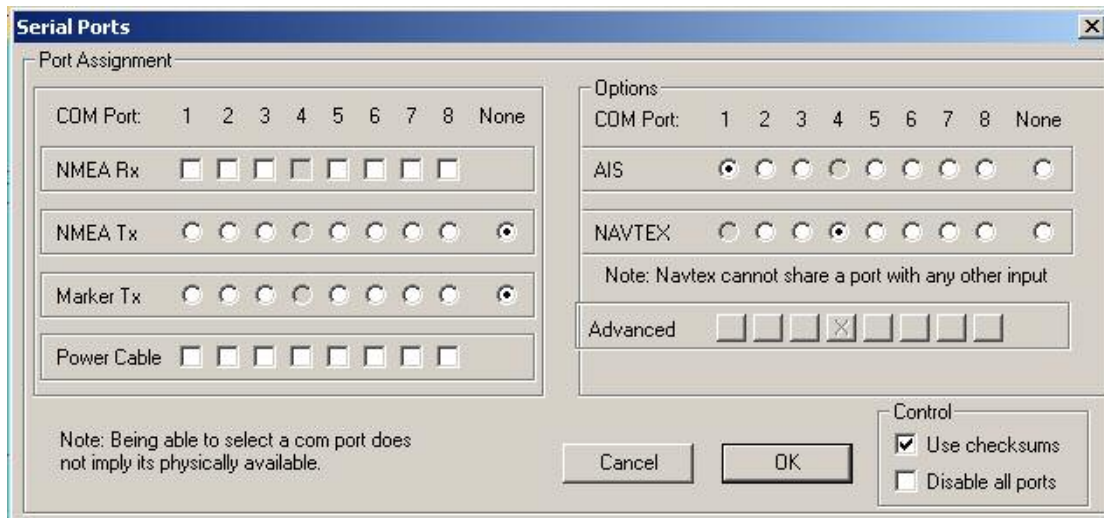 Serial Ports
Port Assignment
COM Port: 1 2 3 4 5 6 7 8 None
NMEA Rx
NMEA Tx
Marker Tx
Power Cable
Note: Being able to select a com port does
not imply its physically available.
Options
COM Port: 1 2 3 4 5 6 7 8 None
AIS
NAVTEX
Note: Navtex cannot share a port with any other input
Advanced X
Cancel
OK
Control
Use checksums
Disable all ports